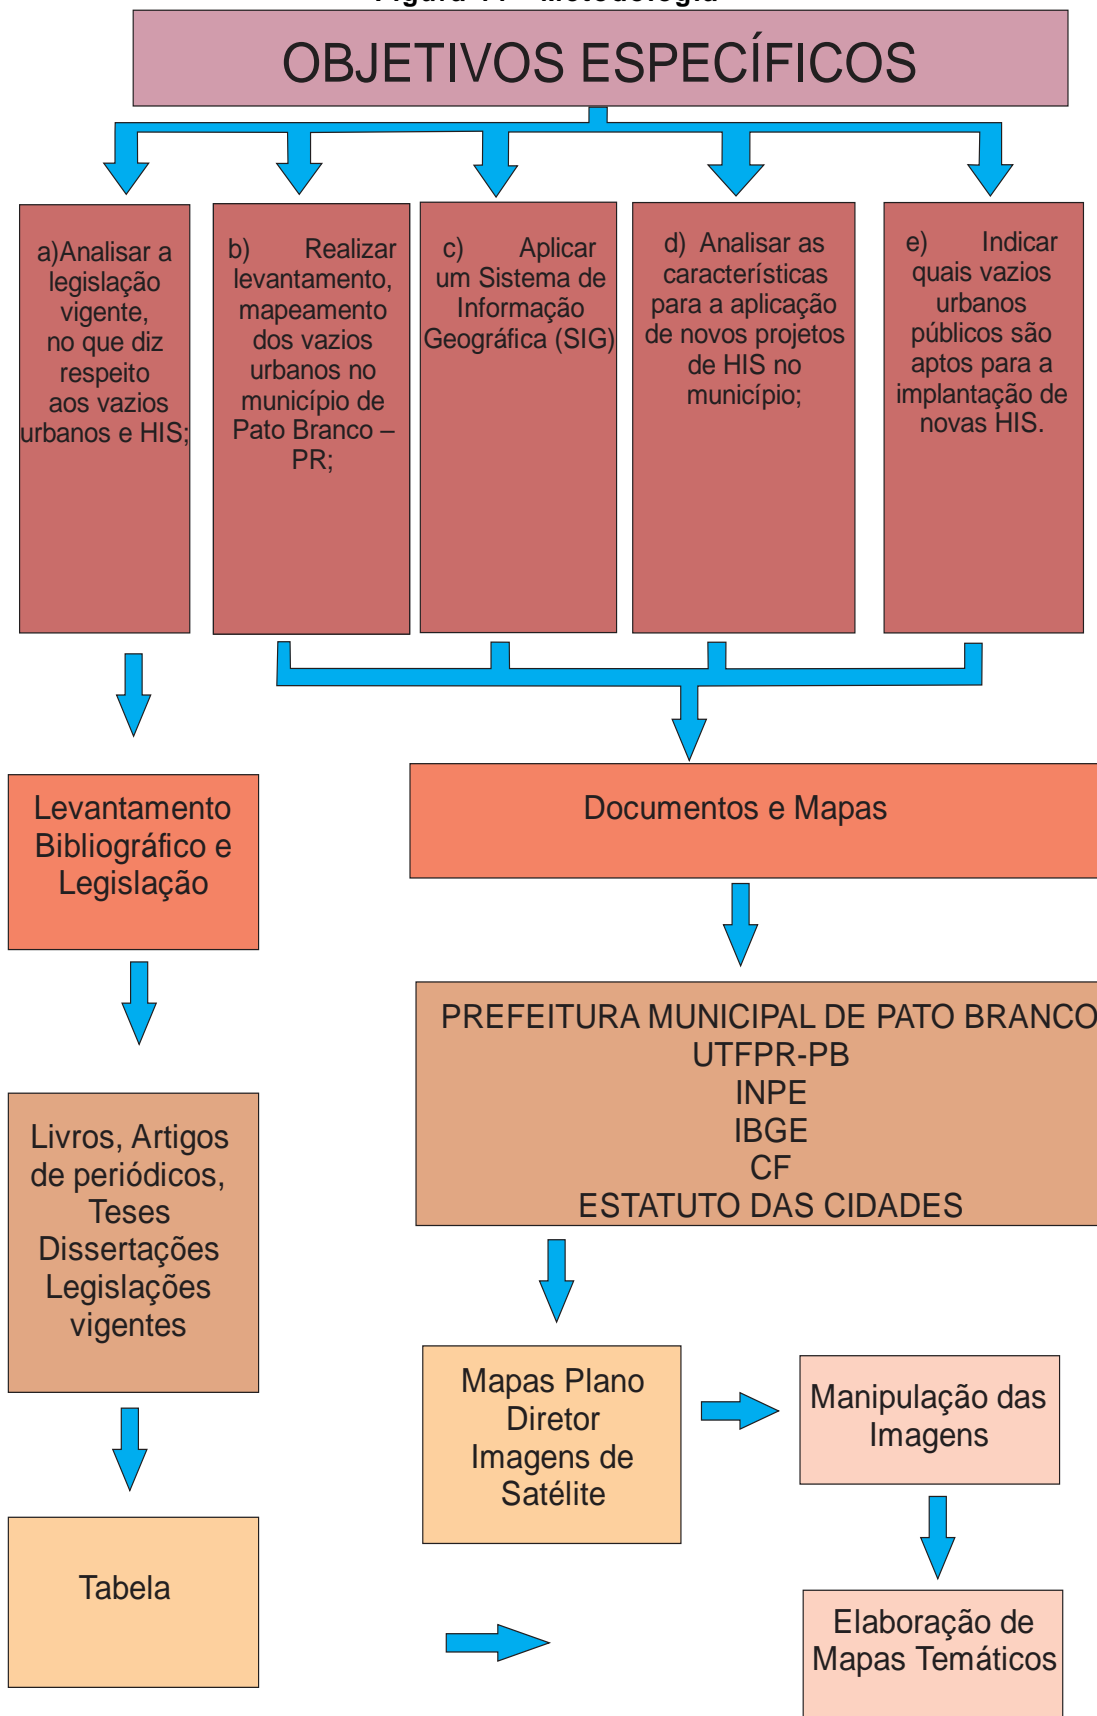 OBJETIVOS ESPECÍFICOS
a)Analisar a
legislação
vigente,
no que diz
respeito
aos vazios
urbanos e HIS;
b) Realizar
levantamento,
mapeamento
dos vazios
urbanos no
município de
Pato Branco –
PR;
c) Aplicar
um Sistema de
Informação
Geográfica (SIG)
d) Analisar as
características
para a aplicação
de novos projetos
de HIS no
município;
e) Indicar
quais vazios
urbanos
públicos são
aptos para a
implantação de
novas HIS.
Levantamento
Bibliográfico e
Legislação
Documentos e Mapas
PREFEITURA MUNICIPAL DE PATO BRANCO
UTFPR-PB
INPE
IBGE
CF
ESTATUTO DAS CIDADES
Livros, Artigos
de periódicos,
Teses
Dissertações
Legislações
vigentes
Mapas Plano
Diretor
Imagens de
Satélite
Manipulação das
Imagens
Tabela
Elaboração de
Mapas Temáticos